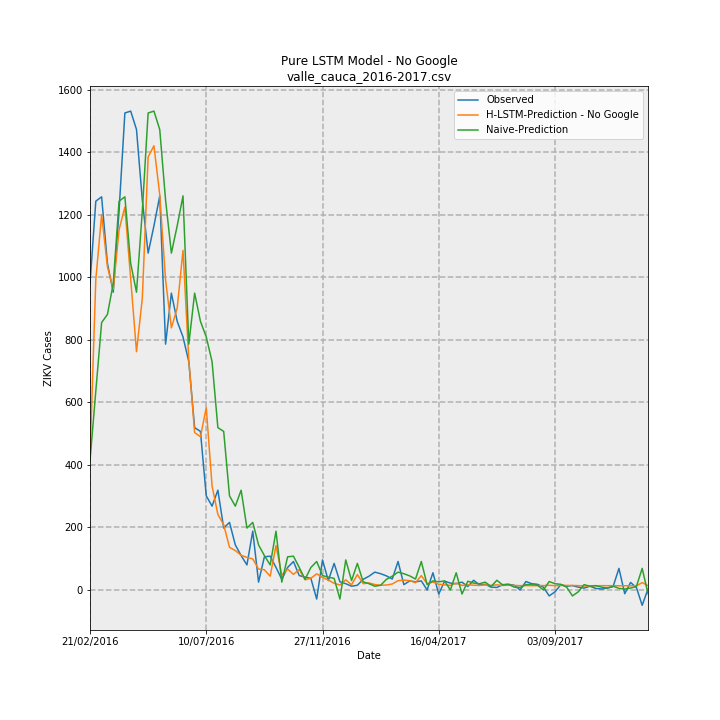 Pure LSTM Model - No Google
valle_cauca_2016-2017.csv
Observed
H-LSTM-Prediction - No Google
Naive-Prediction
ZIKV Cases
1600
1400
1200
1000
800
600
400
200
0
21/02/2016
10/07/2016
27/11/2016
16/04/2017
03/09/2017
Date